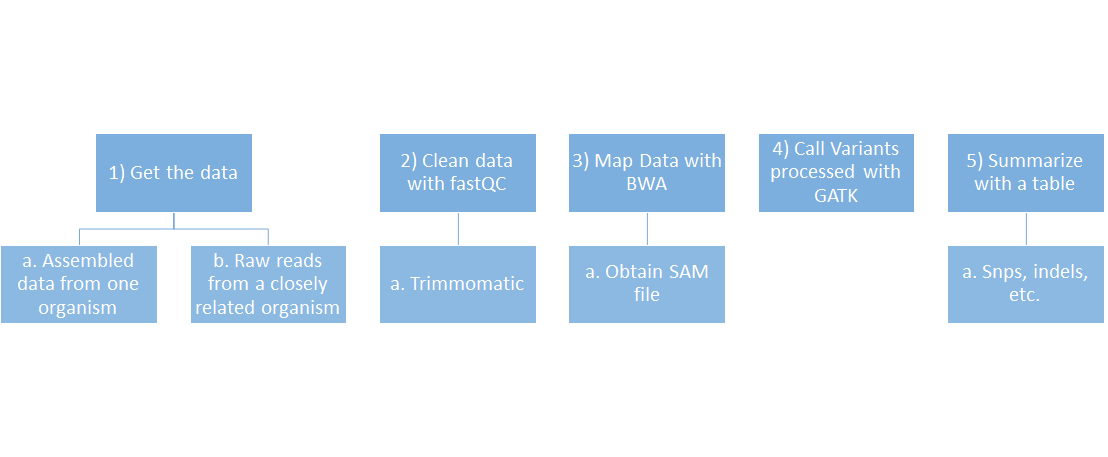 1) Get the data
a. Assembled
data from one
organism
b. Raw reads
from a closely
related organism
2) Clean data
with fastQC
a. Trimmomatic
3) Map Data with
BWA
a. Obtain SAM
file
4) Call Variants
processed with
GATK
5) Summarize
with a table
a. Snps, indels,
etc.